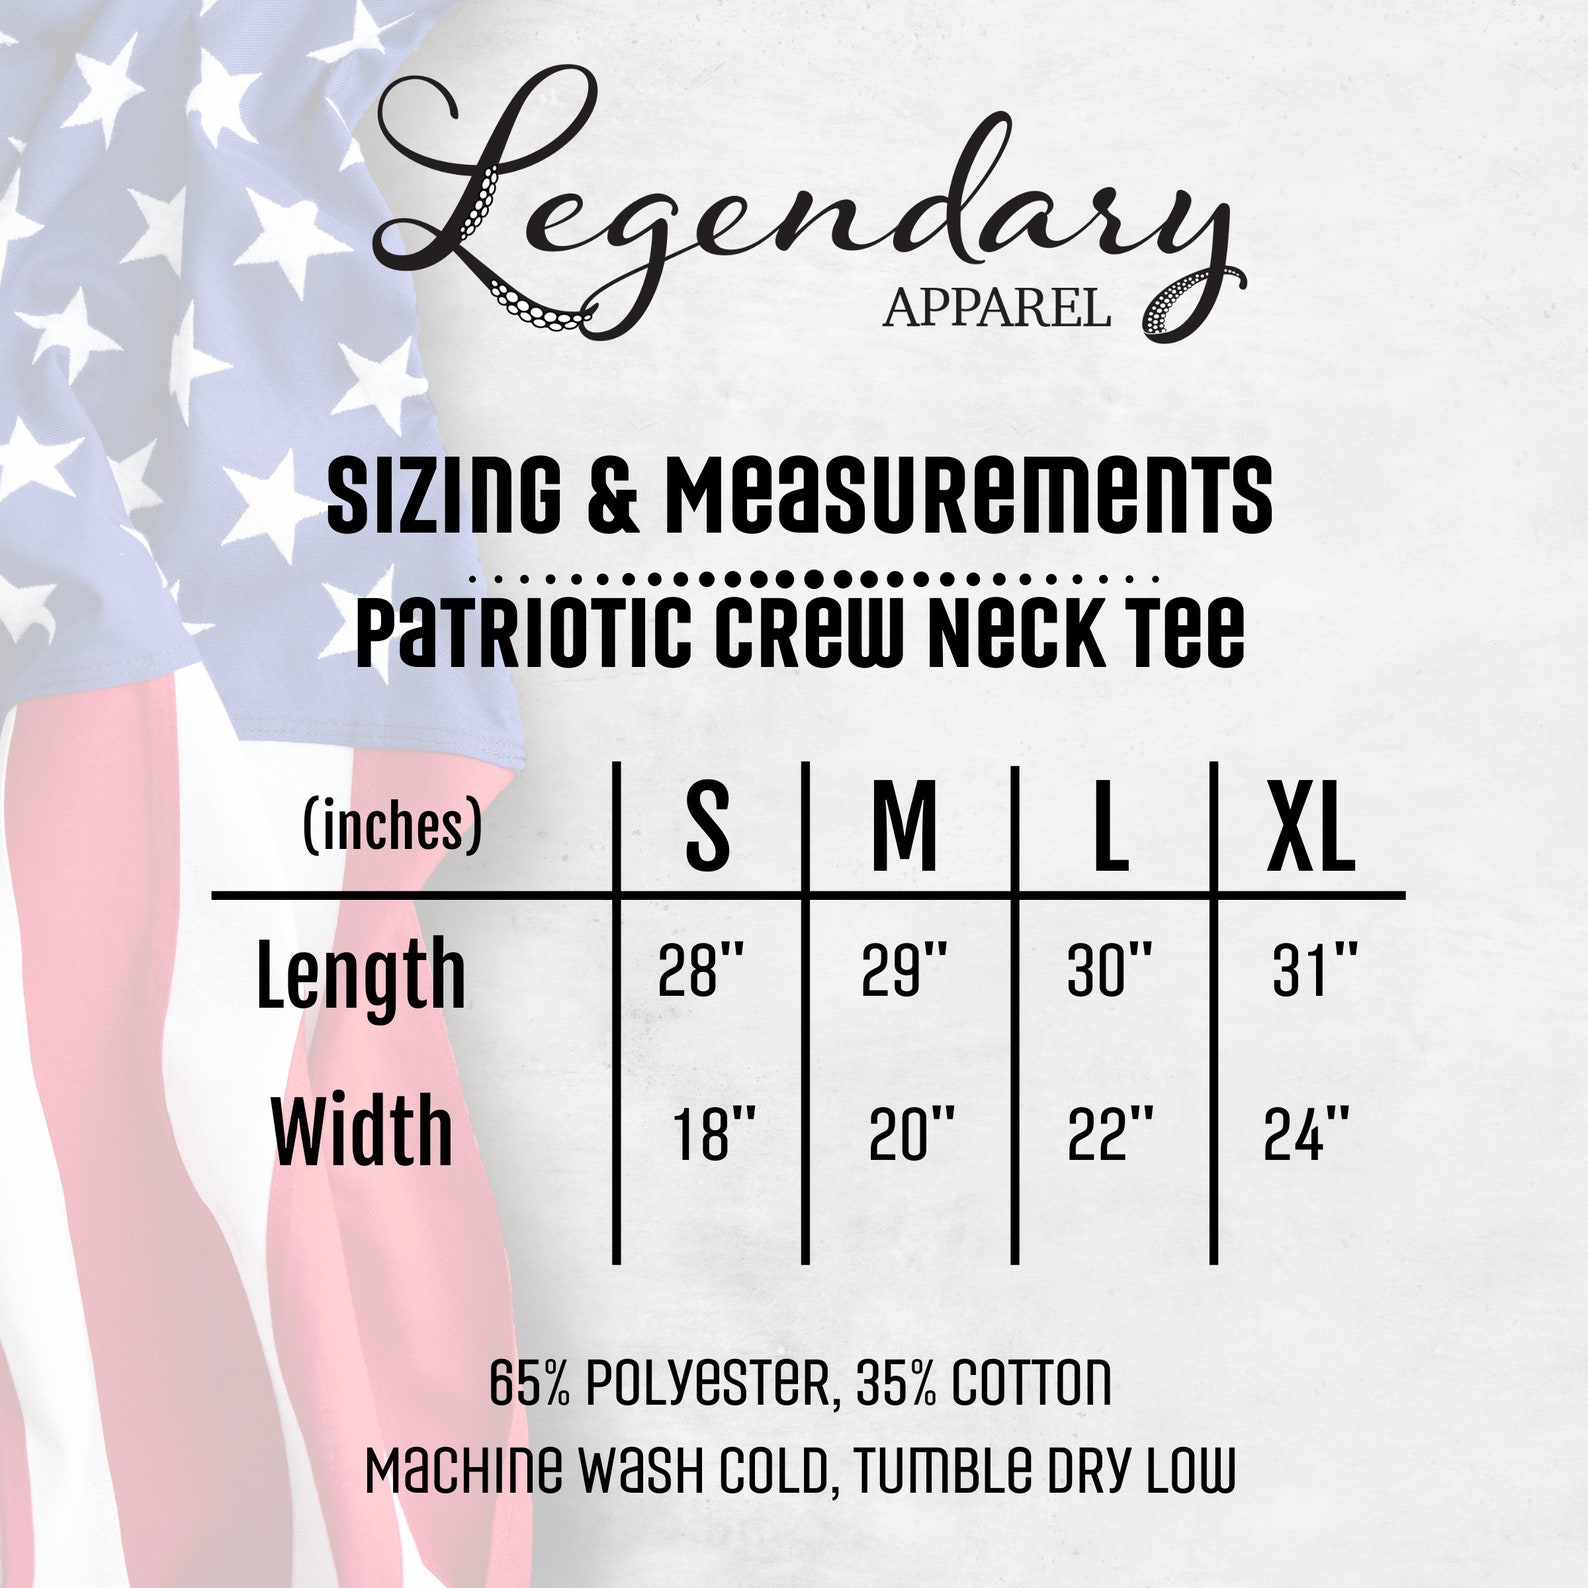 Legendary
APPAREL
SIZING & MEASUREMENTS
PATRIOTIC CREW NECK TEE
(inches) S M L XL
Length 28" 29" 30" 31"
Width 18" 20" 22" 24"
65% POLYESTER, 35% COTTON
MACHINE WASH COLD, TUMBLE DRY LOW